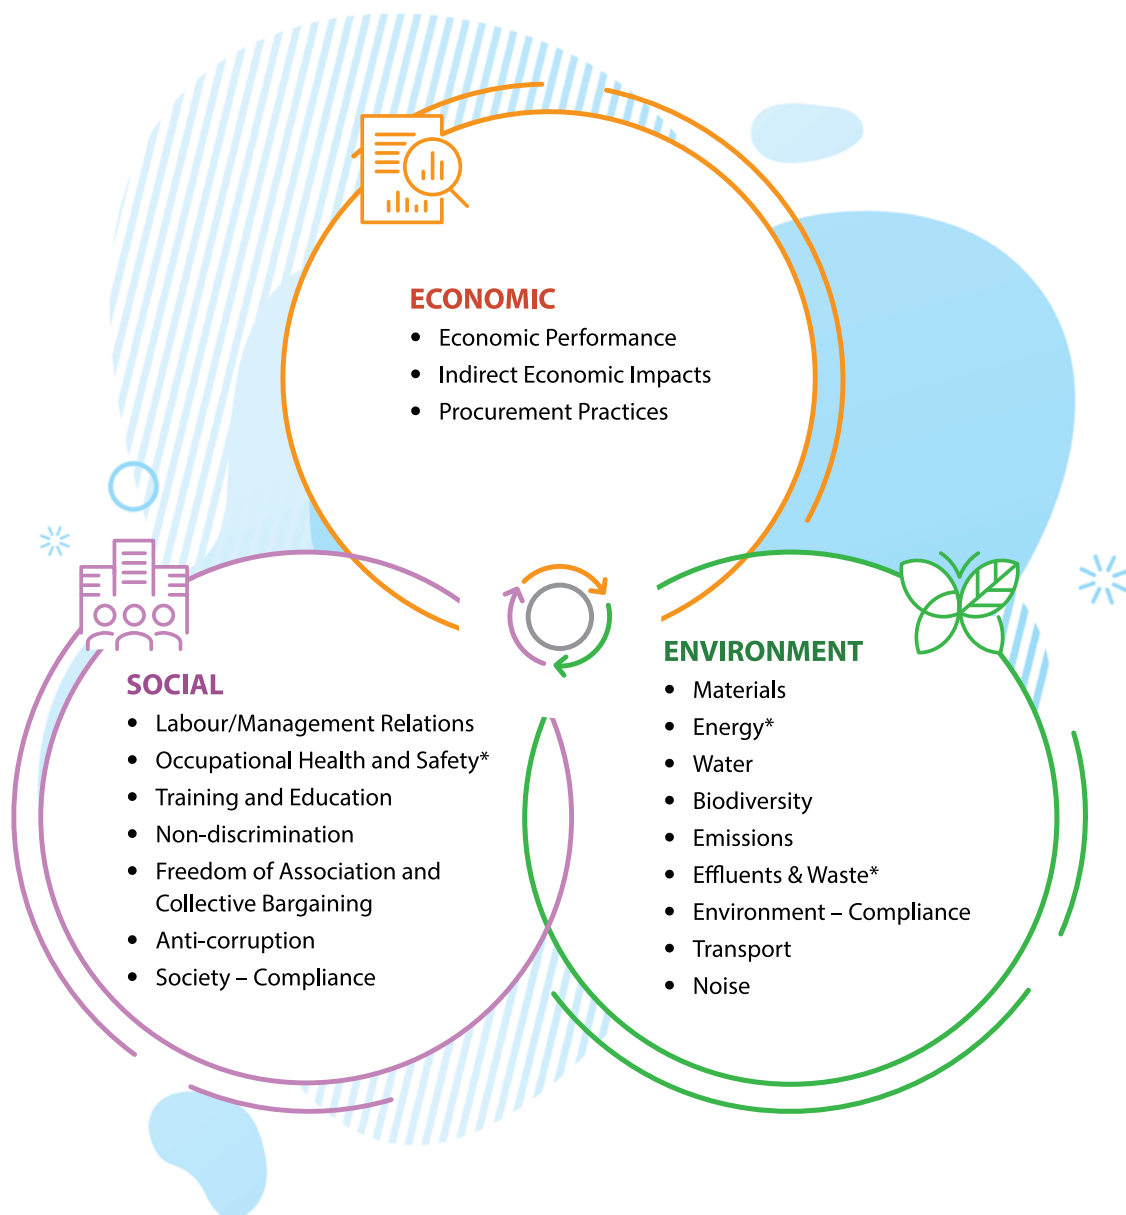 ECONOMIC
• Economic Performance
• Indirect Economic Impacts
• Procurement Practices
SOCIAL
• Labour/Management Relations
• Occupational Health and Safety*
• Training and Education
• Non-discrimination
• Freedom of Association and
Collective Bargaining
• Anti-corruption
• Society – Compliance
ENVIRONMENT
• Materials
• Energy*
• Water
• Biodiversity
• Emissions
• Effluents & Waste*
• Environment – Compliance
• Transport
• Noise